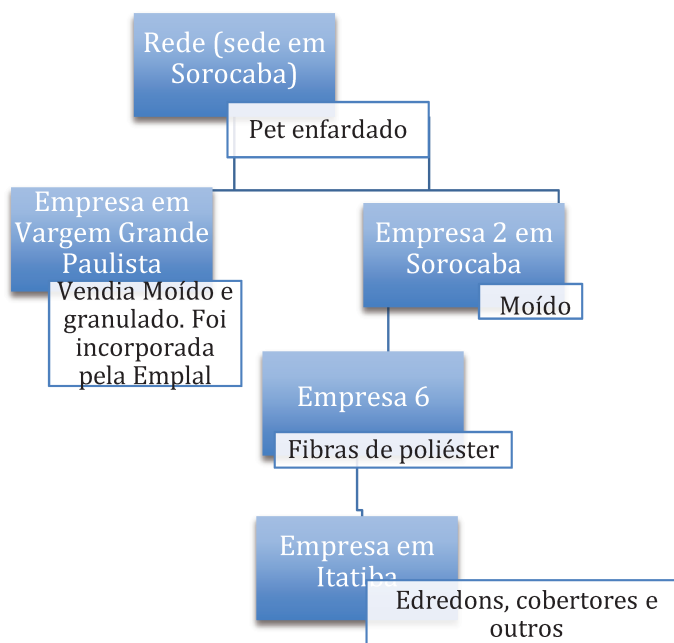 Rede (sede em
Sorocaba)
Pet enfardado
Empresa em
Vargem Grande
Paulista
Vendia Moído e
granulado. Foi
incorporada
pela Emplal
Empresa 2 em
Sorocaba
Moído
Empresa 6
Fibras de poliéster
Empresa em
Itatiba
Edredons, cobertores e
outros